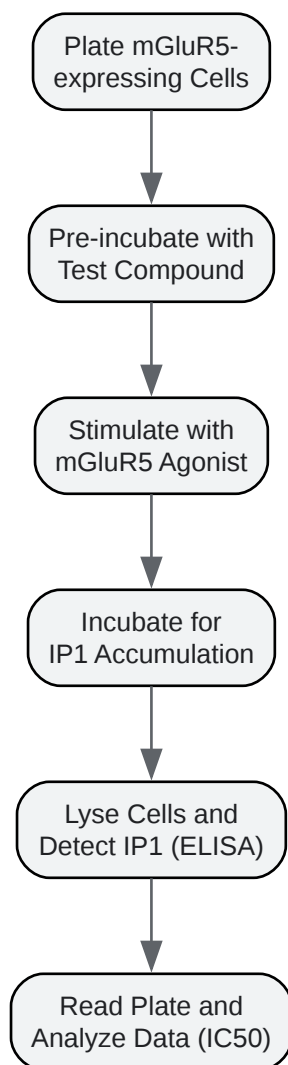 Plate mGluR5-
expressing Cells
Pre-incubate with
Test Compound
Stimulate with
mGluR5 Agonist
Incubate for
IP1 Accumulation
Lyse Cells and
Detect IP1 (ELISA)
Read Plate and
Analyze Data (IC50)